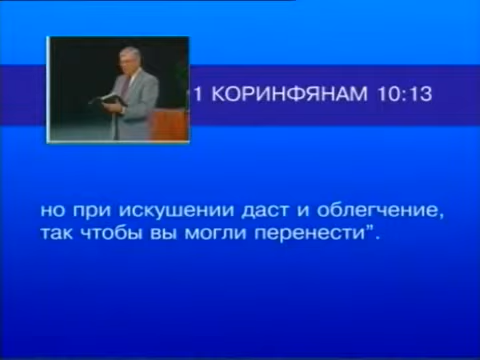 1 КОРИНФЯНАМ 10:13
но при искушении даст и облегчение,
так чтобы вы могли перенести”.